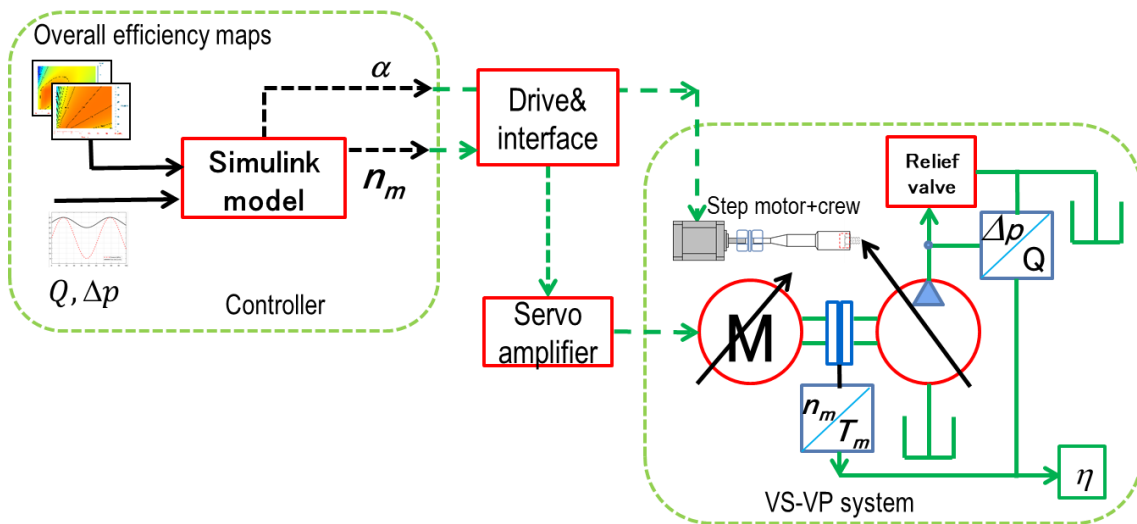 Overall efficiency maps
α
Drive&
interface
Simulink
model
n_m
Q, Δp
Controller
Servo
amplifier
Relief
valve
Step motor+crew
Δp
Q
M
n_m
T_m
η
VS-VP system